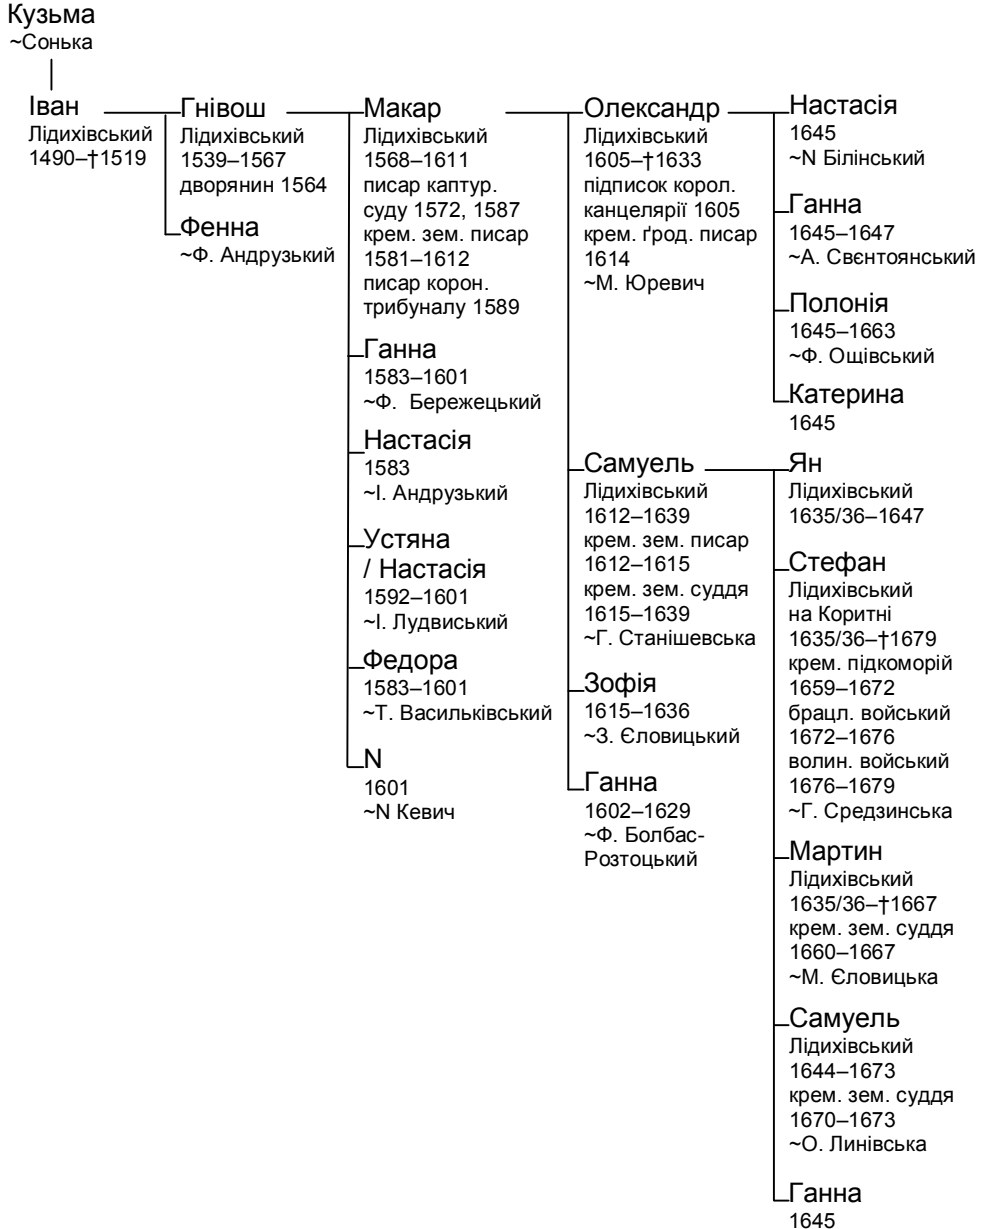 Кузьма
~Сонька
Іван
Лідихівський
1490–†1519
Гнівош
Лідихівський
1539–1567
дворянин 1564
Фенна
~Ф. Андрузький
Макар
Лідихівський
1568–1611
писар каптур.
суду 1572, 1587
крем. зем. писар
1581–1612
писар корон.
трибуналу 1589
Ганна
1583–1601
~Ф. Бережецький
Настасія
1583
~І. Андрузький
Устяна
/ Настасія
1592–1601
~І. Лудвиський
Федора
1583–1601
~Т. Васильківський
N
1601
~N Кевич
Олександр
Лідихівський
1605–†1633
підписок корол.
канцелярії 1605
крем. ґрод. писар
1614
~М. Юревич
Самуель
Лідихівський
1612–1639
крем. зем. писар
1612–1615
крем. зем. суддя
1615–1639
~Г. Станішевська
Зофія
1615–1636
~З. Єловицький
Ганна
1602–1629
~Ф. Болбас-
Розтоцький
Настасія
1645
~N Білінський
Ганна
1645–1647
~А. Свєнтоянський
Полонія
1645–1663
~Ф. Ощівський
Катерина
1645
Ян
Лідихівський
1635/36–1647
Стефан
Лідихівський
на Коритні
1635/36–†1679
крем. підкоморій
1659–1672
брацл. войський
1672–1676
волин. войський
1676–1679
~Г. Средзинська
Мартин
Лідихівський
1635/36–†1667
крем. зем. суддя
1660–1667
~М. Єловицька
Самуель
Лідихівський
1644–1673
крем. зем. суддя
1670–1673
~О. Линівська
Ганна
1645